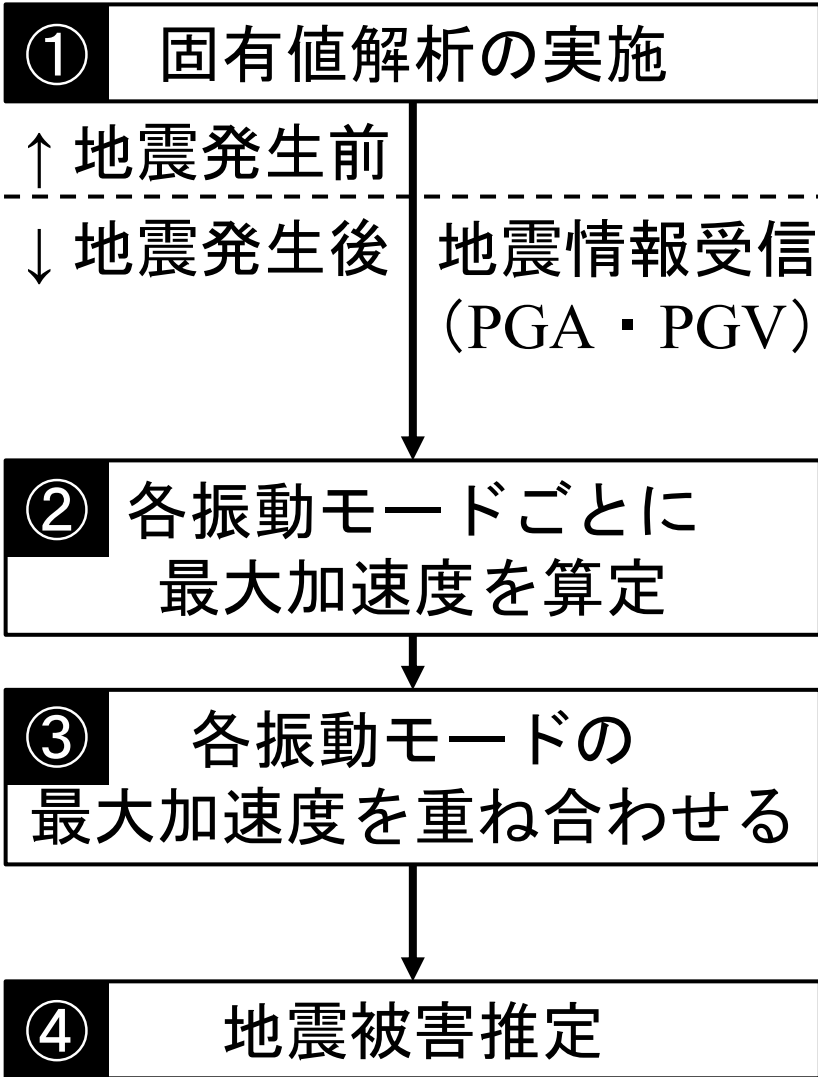 ① 固有値解析の実施
↑ 地震発生前
↓ 地震発生後
地震情報受信
（PGA・PGV）
② 各振動モードごとに
最大加速度を算定
③ 各振動モードの
最大加速度を重ね合わせる
④ 地震被害推定